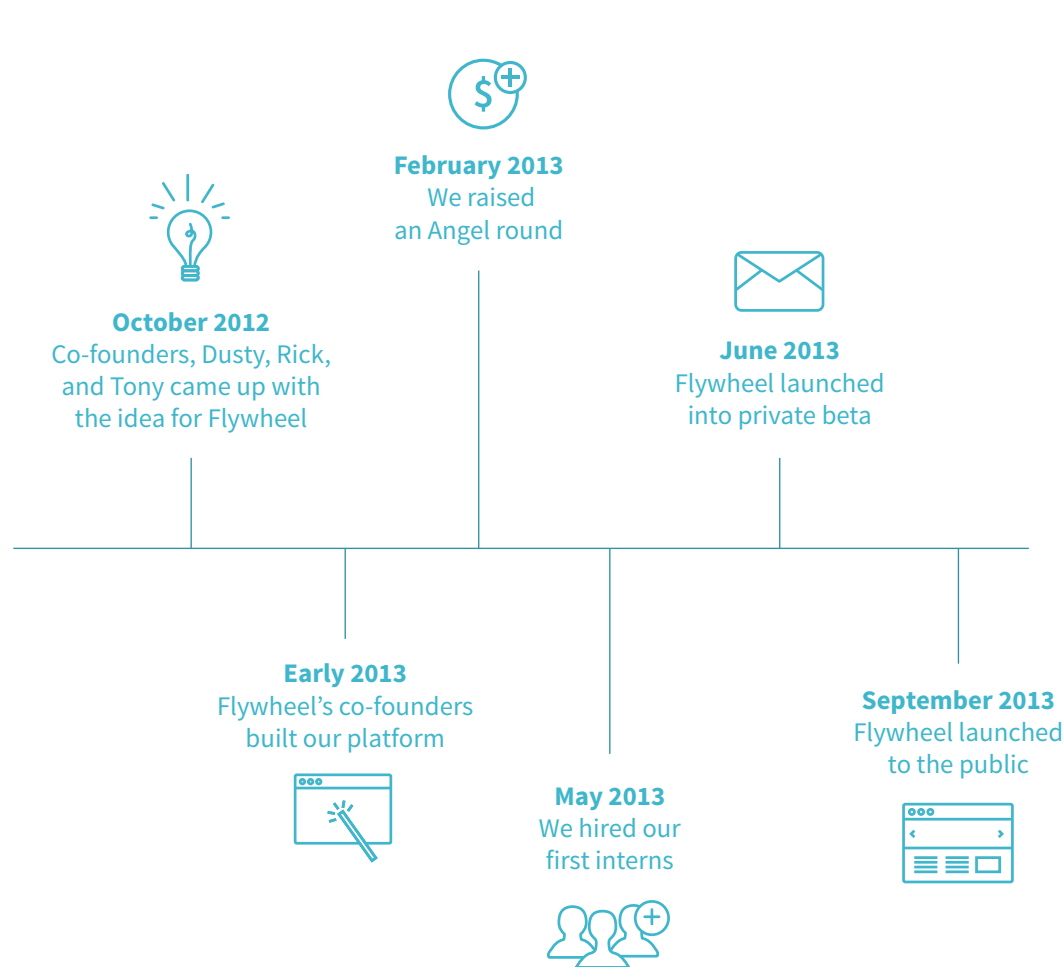 October 2012
Co-founders, Dusty, Rick,
and Tony came up with
the idea for Flywheel
Early 2013
Flywheel’s co-founders
built our platform
February 2013
We raised
an Angel round
May 2013
We hired our
first interns
June 2013
Flywheel launched
into private beta
September 2013
Flywheel launched
to the public